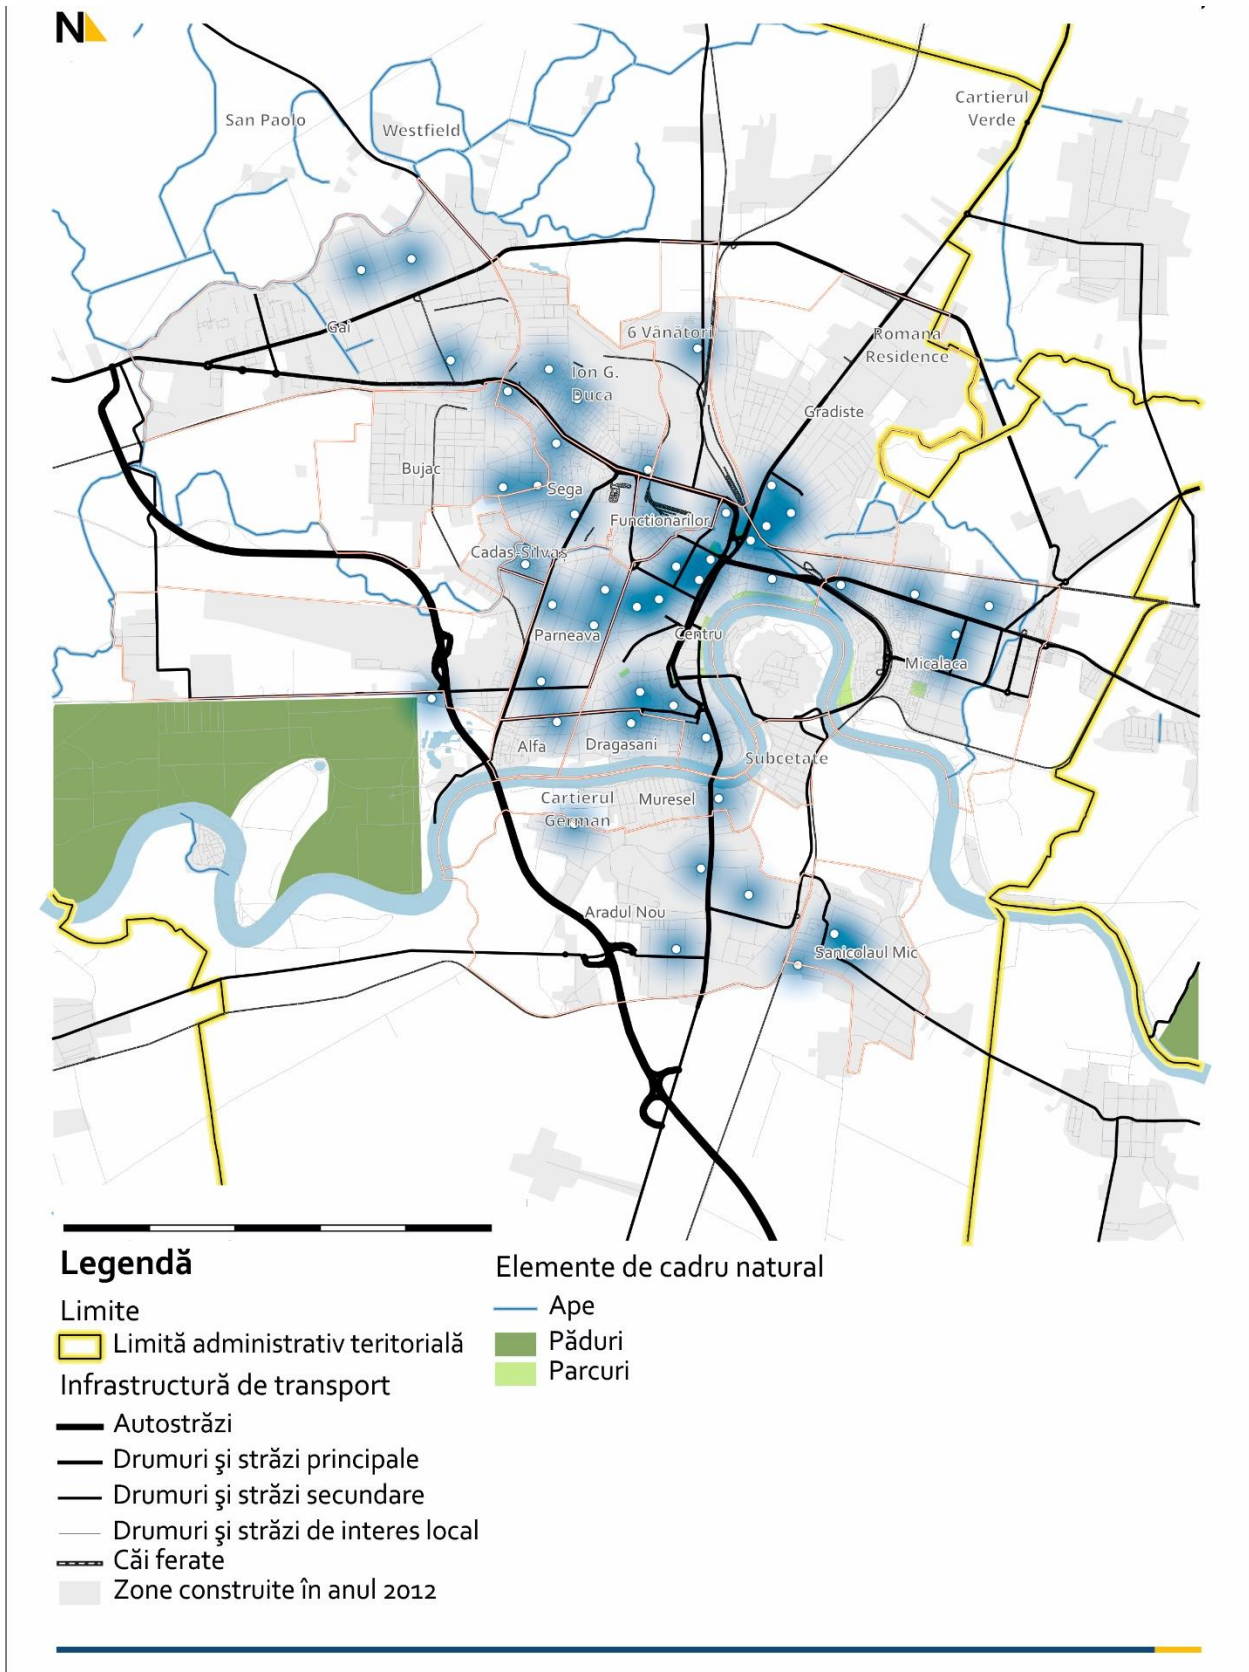 N
San Paolo
Westfield
Cartierul
Verde
Gai
6 Vânători
Romana
Residence
Ion G.
Duca
Gradiste
Bujac
Sega
Functionarilor
Cadas-Silvaș
Parneava
Centru
Micalaca
Alfa
Dragasani
Subcetate
Cartierul
German
Muresel
Aradul Nou
Sanicolaul Mic
Legendă
Limite
Limită administrativ teritorială
Infrastructură de transport
Autostrăzi
Drumuri şi străzi principale
Drumuri şi străzi secundare
Drumuri şi străzi de interes local
Căi ferate
Zone construite în anul 2012
Elemente de cadru natural
Ape
Păduri
Parcuri